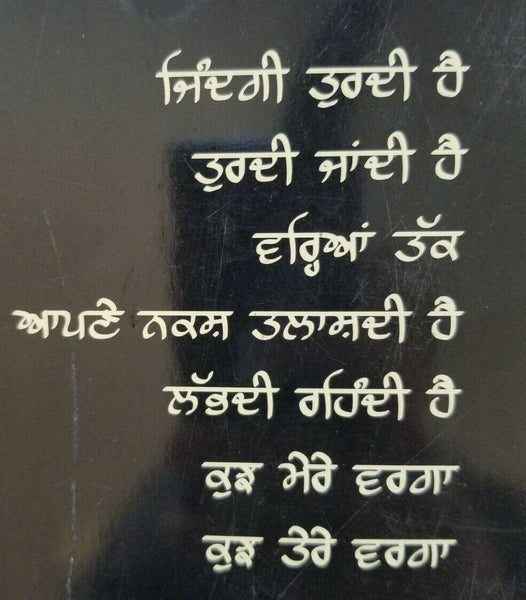 ਜ਼ਿੰਦਗੀ ਤੁਰਦੀ ਹੈ
ਤੁਰਦੀ ਜਾਂਦੀ ਹੈ
ਵਰ੍ਹਿਆਂ ਤੱਕ
ਆਪਣੇ ਨਕਸ਼ ਤਲਾਸ਼ਦੀ ਹੈ
ਲੱਭਦੀ ਰਹਿੰਦੀ ਹੈ
ਕੁਝ ਮੇਰੇ ਵਰਗਾ
ਕੁਝ ਤੇਰੇ ਵਰਗਾ